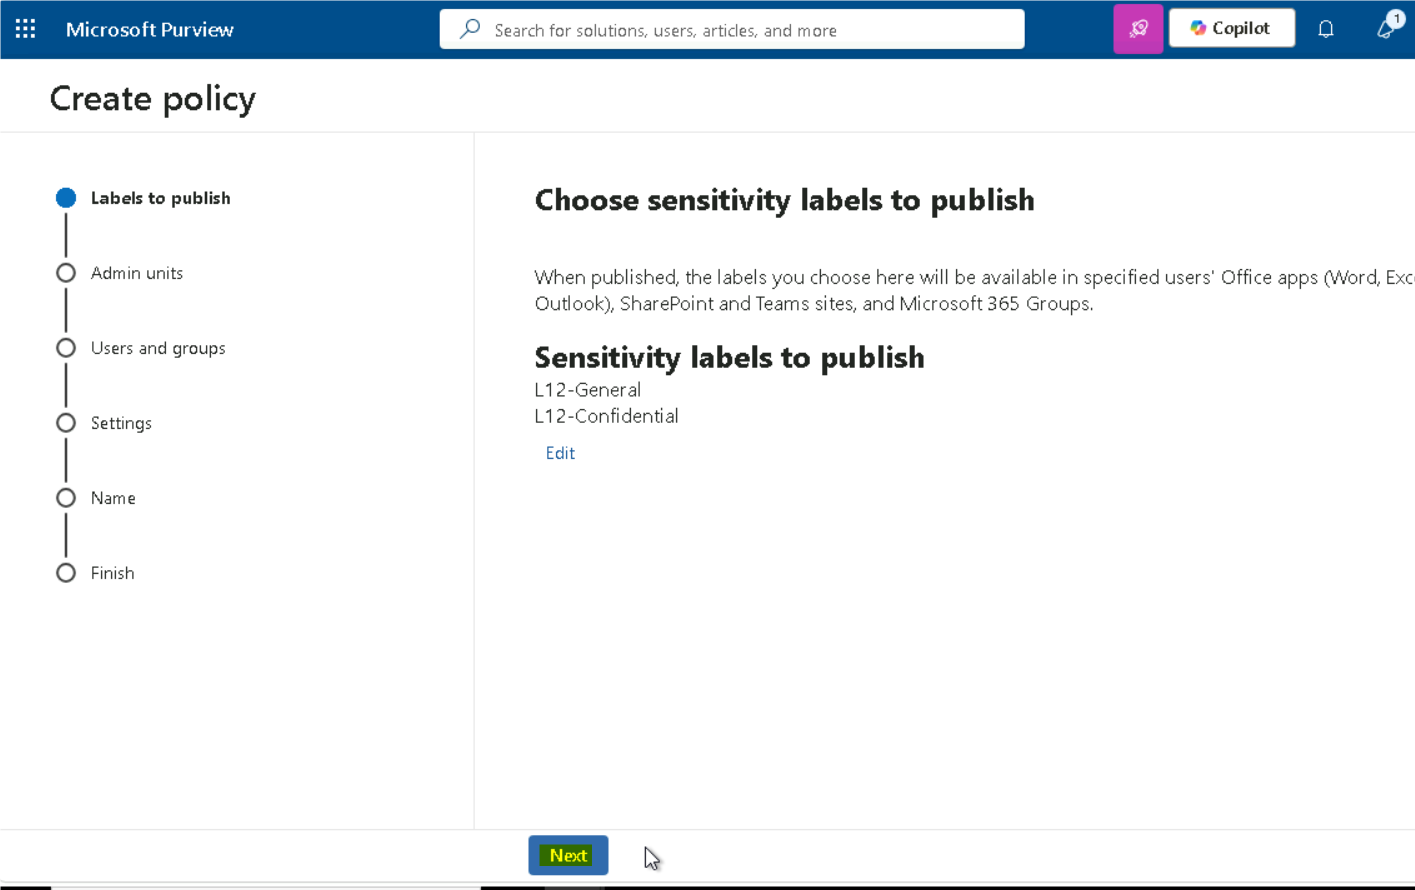 Microsoft Purview
Search for solutions, users, articles, and more
Copilot
1
Create policy
Labels to publish
Admin units
Users and groups
Settings
Name
Finish
Choose sensitivity labels to publish
When published, the labels you choose here will be available in specified users' Office apps (Word, Exc
Outlook), SharePoint and Teams sites, and Microsoft 365 Groups.
Sensitivity labels to publish
L12-General
L12-Confidential
Edit
Next